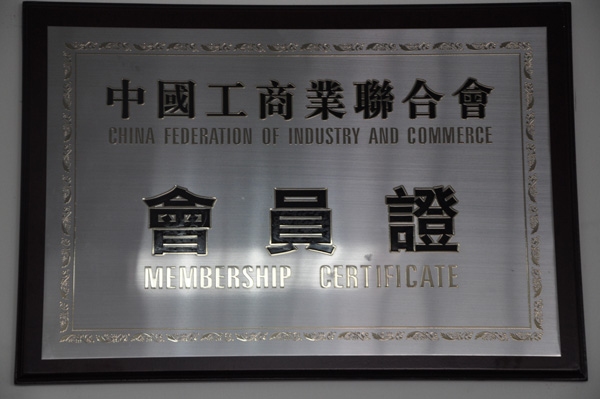 中國工商業聯合會
CHINA FEDERATION OF INDUSTRY AND COMMERCE
會員證
MEMBERSHIP CERTIFICATE